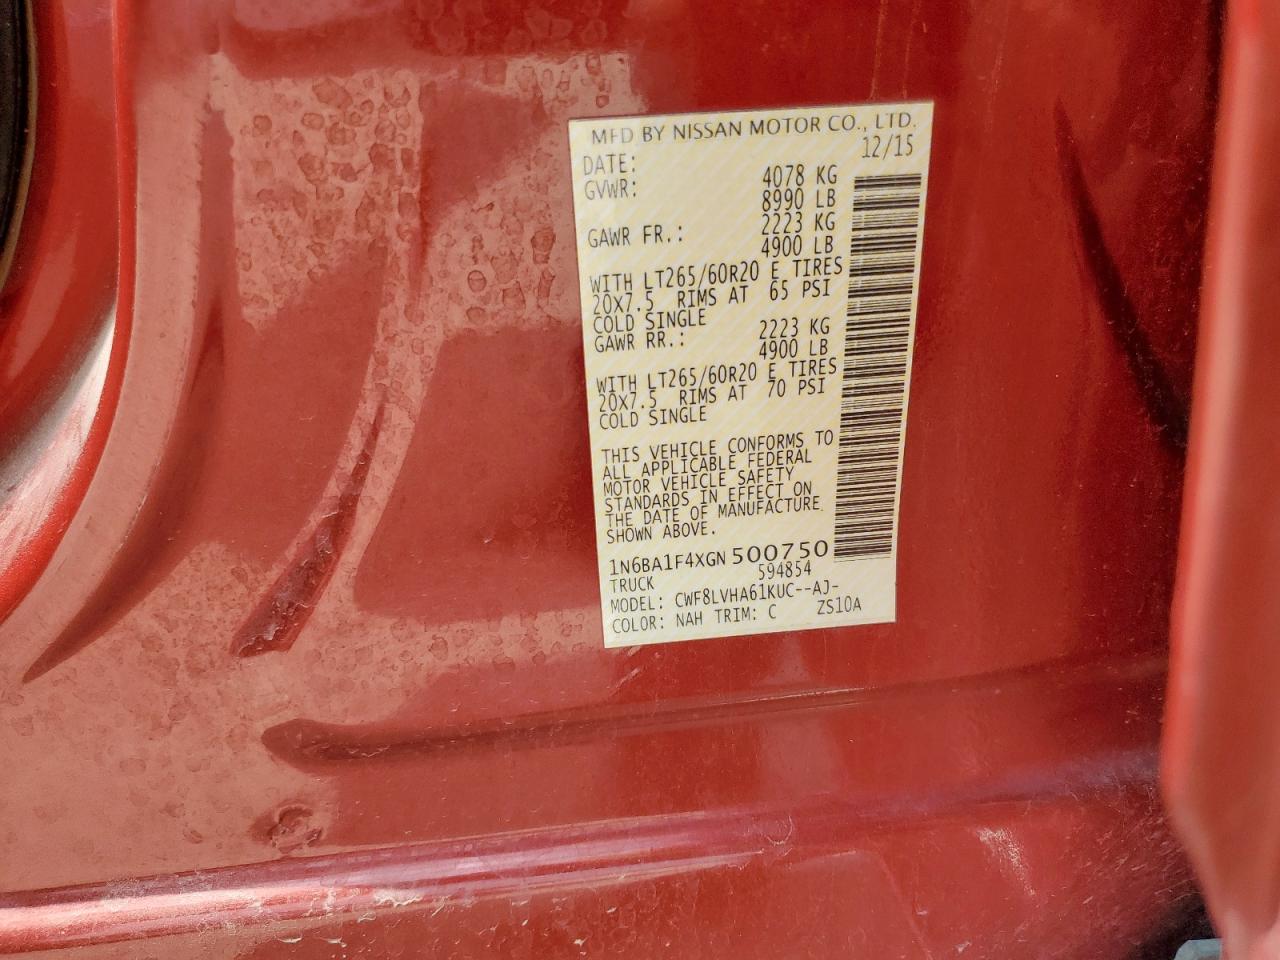 MFD BY NISSAN MOTOR CO., LTD.
DATE: 12/15
GVWR: 4078 KG
8990 LB
GAWR FR.: 2223 KG
4900 LB
WITH LT265/60R20 E TIRES
20X7.5 RIMS AT 65 PSI
COLD SINGLE
GAWR RR.: 2223 KG
4900 LB
WITH LT265/60R20 E TIRES
20X7.5 RIMS AT 70 PSI
COLD SINGLE
THIS VEHICLE CONFORMS TO
ALL APPLICABLE FEDERAL
MOTOR VEHICLE SAFETY
STANDARDS IN EFFECT ON
THE DATE OF MANUFACTURE
SHOWN ABOVE.
1N6BA1F4XGN500750
TRUCK 594854
MODEL: CWF8LVHA61KUC--AJ-
COLOR: NAH TRIM: C ZS10A